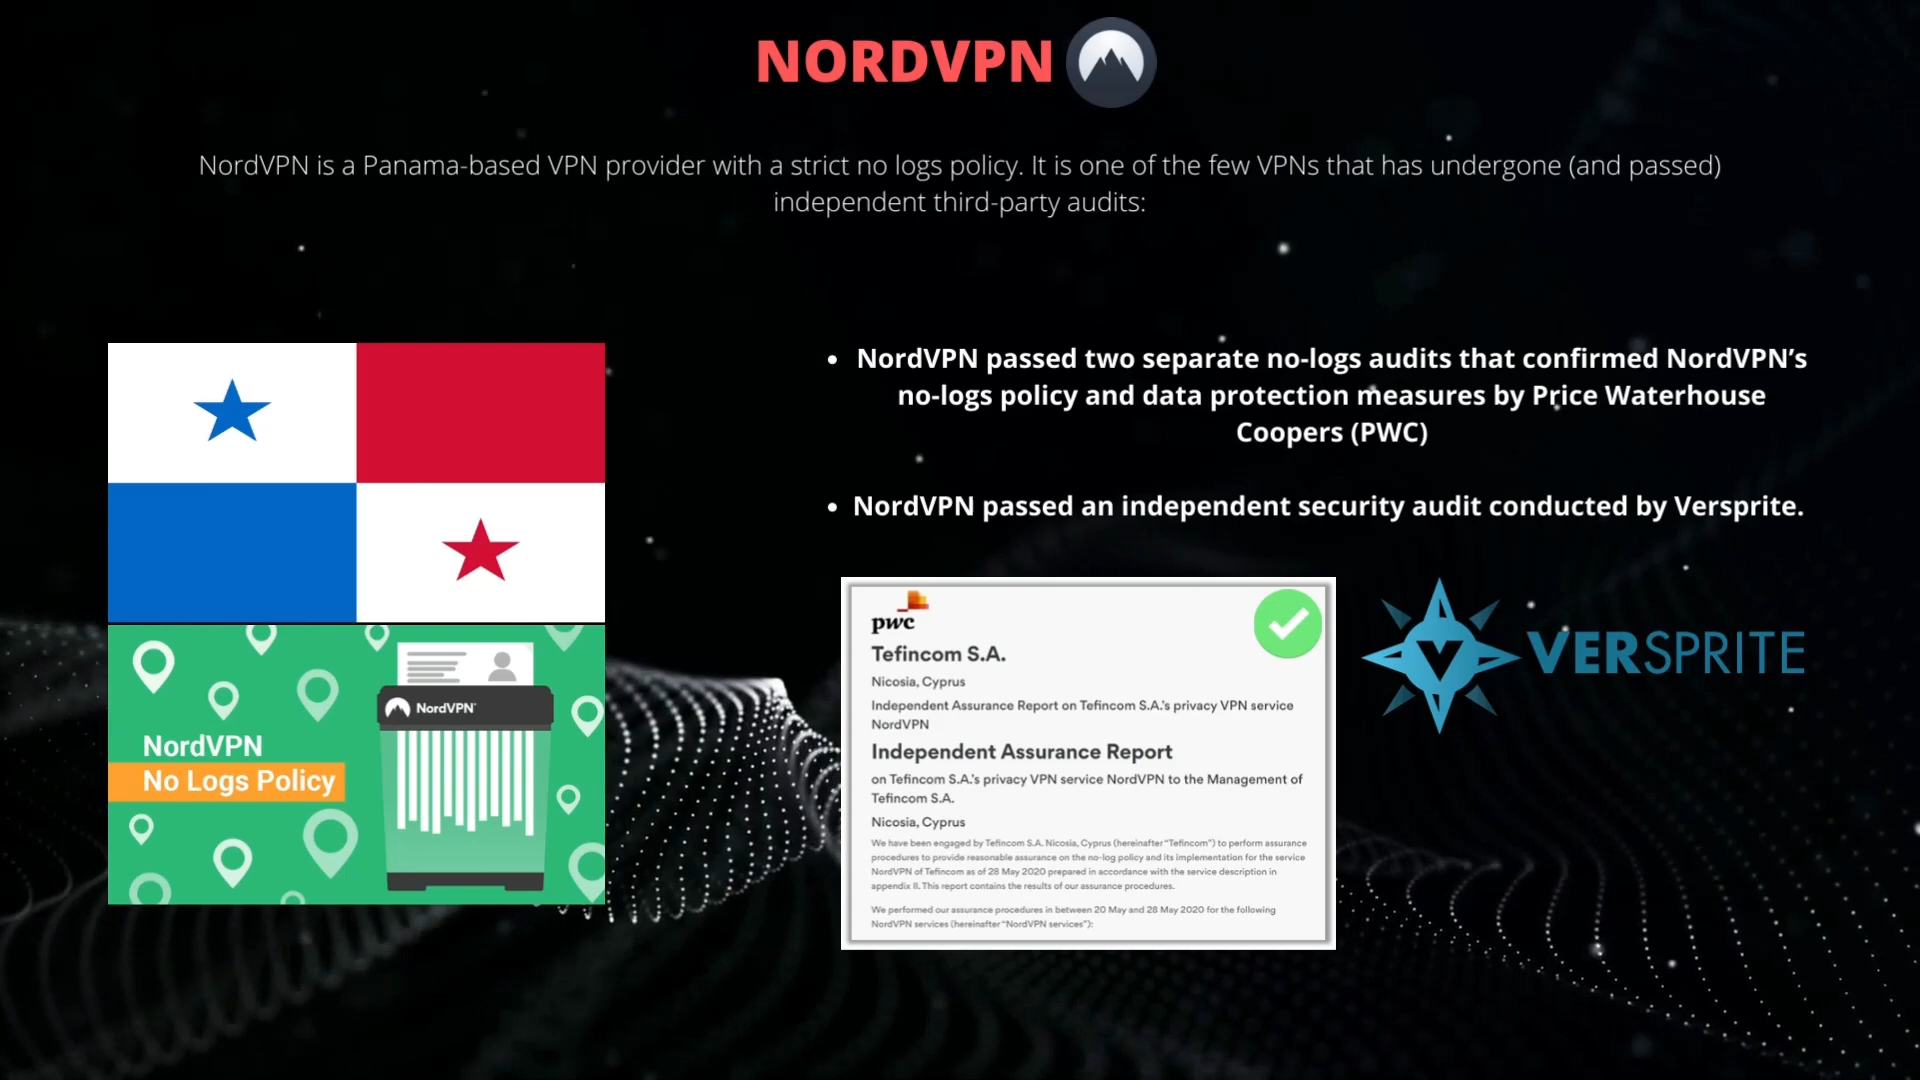 NORDVPN
NordVPN is a Panama-based VPN provider with a strict no logs policy. It is one of the few VPNs that has undergone (and passed)
independent third-party audits:
• NordVPN passed two separate no-logs audits that confirmed NordVPN’s
no-logs policy and data protection measures by Price Waterhouse
Coopers (PWC)
• NordVPN passed an independent security audit conducted by Versprite.
NordVPN
NordVPN
No Logs Policy
pwc
Tefincom S.A.
Nicosia, Cyprus
Independent Assurance Report on Tefincom S.A.'s privacy VPN service
NordVPN
Independent Assurance Report
on Tefincom S.A.'s privacy VPN service NordVPN to the Management of
Tefincom S.A.
Nicosia, Cyprus
We have been engaged by Tefincom S.A. Nicosia, Cyprus (hereinafter “Tefincom”) to perform assurance
procedures to provide reasonable assurance on the no-log policy and its implementation for the service
NordVPN of Tefincom as of 28 May 2020 prepared in accordance with the service description in
appendix II. This report contains the results of our assurance procedures.
We performed our assurance procedures in between 20 May and 28 May 2020 for the following
NordVPN services (hereinafter “NordVPN services”):
VERSPRITE